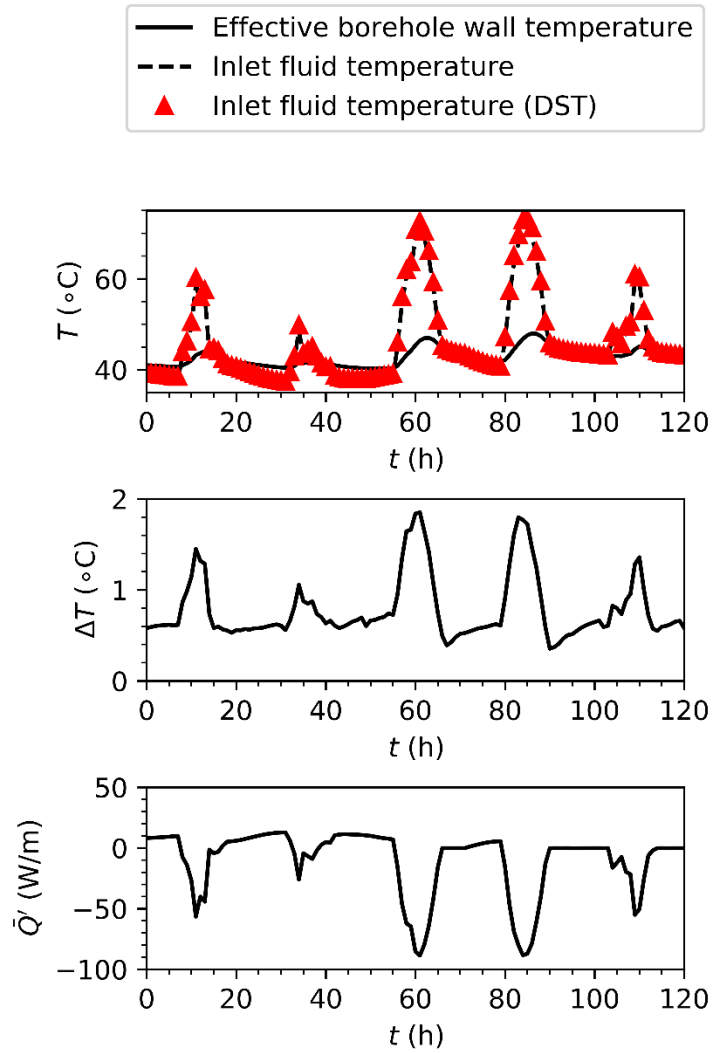 Effective borehole wall temperature
Inlet fluid temperature
Inlet fluid temperature (DST)
T (∘C)
60
40
0 20 40 60 80 100 120
t (h)
ΔT (∘C)
2
1
0
0 20 40 60 80 100 120
t (h)
Q̄′ (W/m)
50
0
−50
−100
0 20 40 60 80 100 120
t (h)